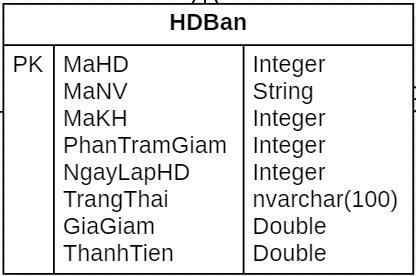 HDBan
PK MaHD Integer
MaNV String
MaKH Integer
PhanTramGiam Integer
NgayLapHD Integer
TrangThai nvarchar(100)
GiaGiam Double
ThanhTien Double